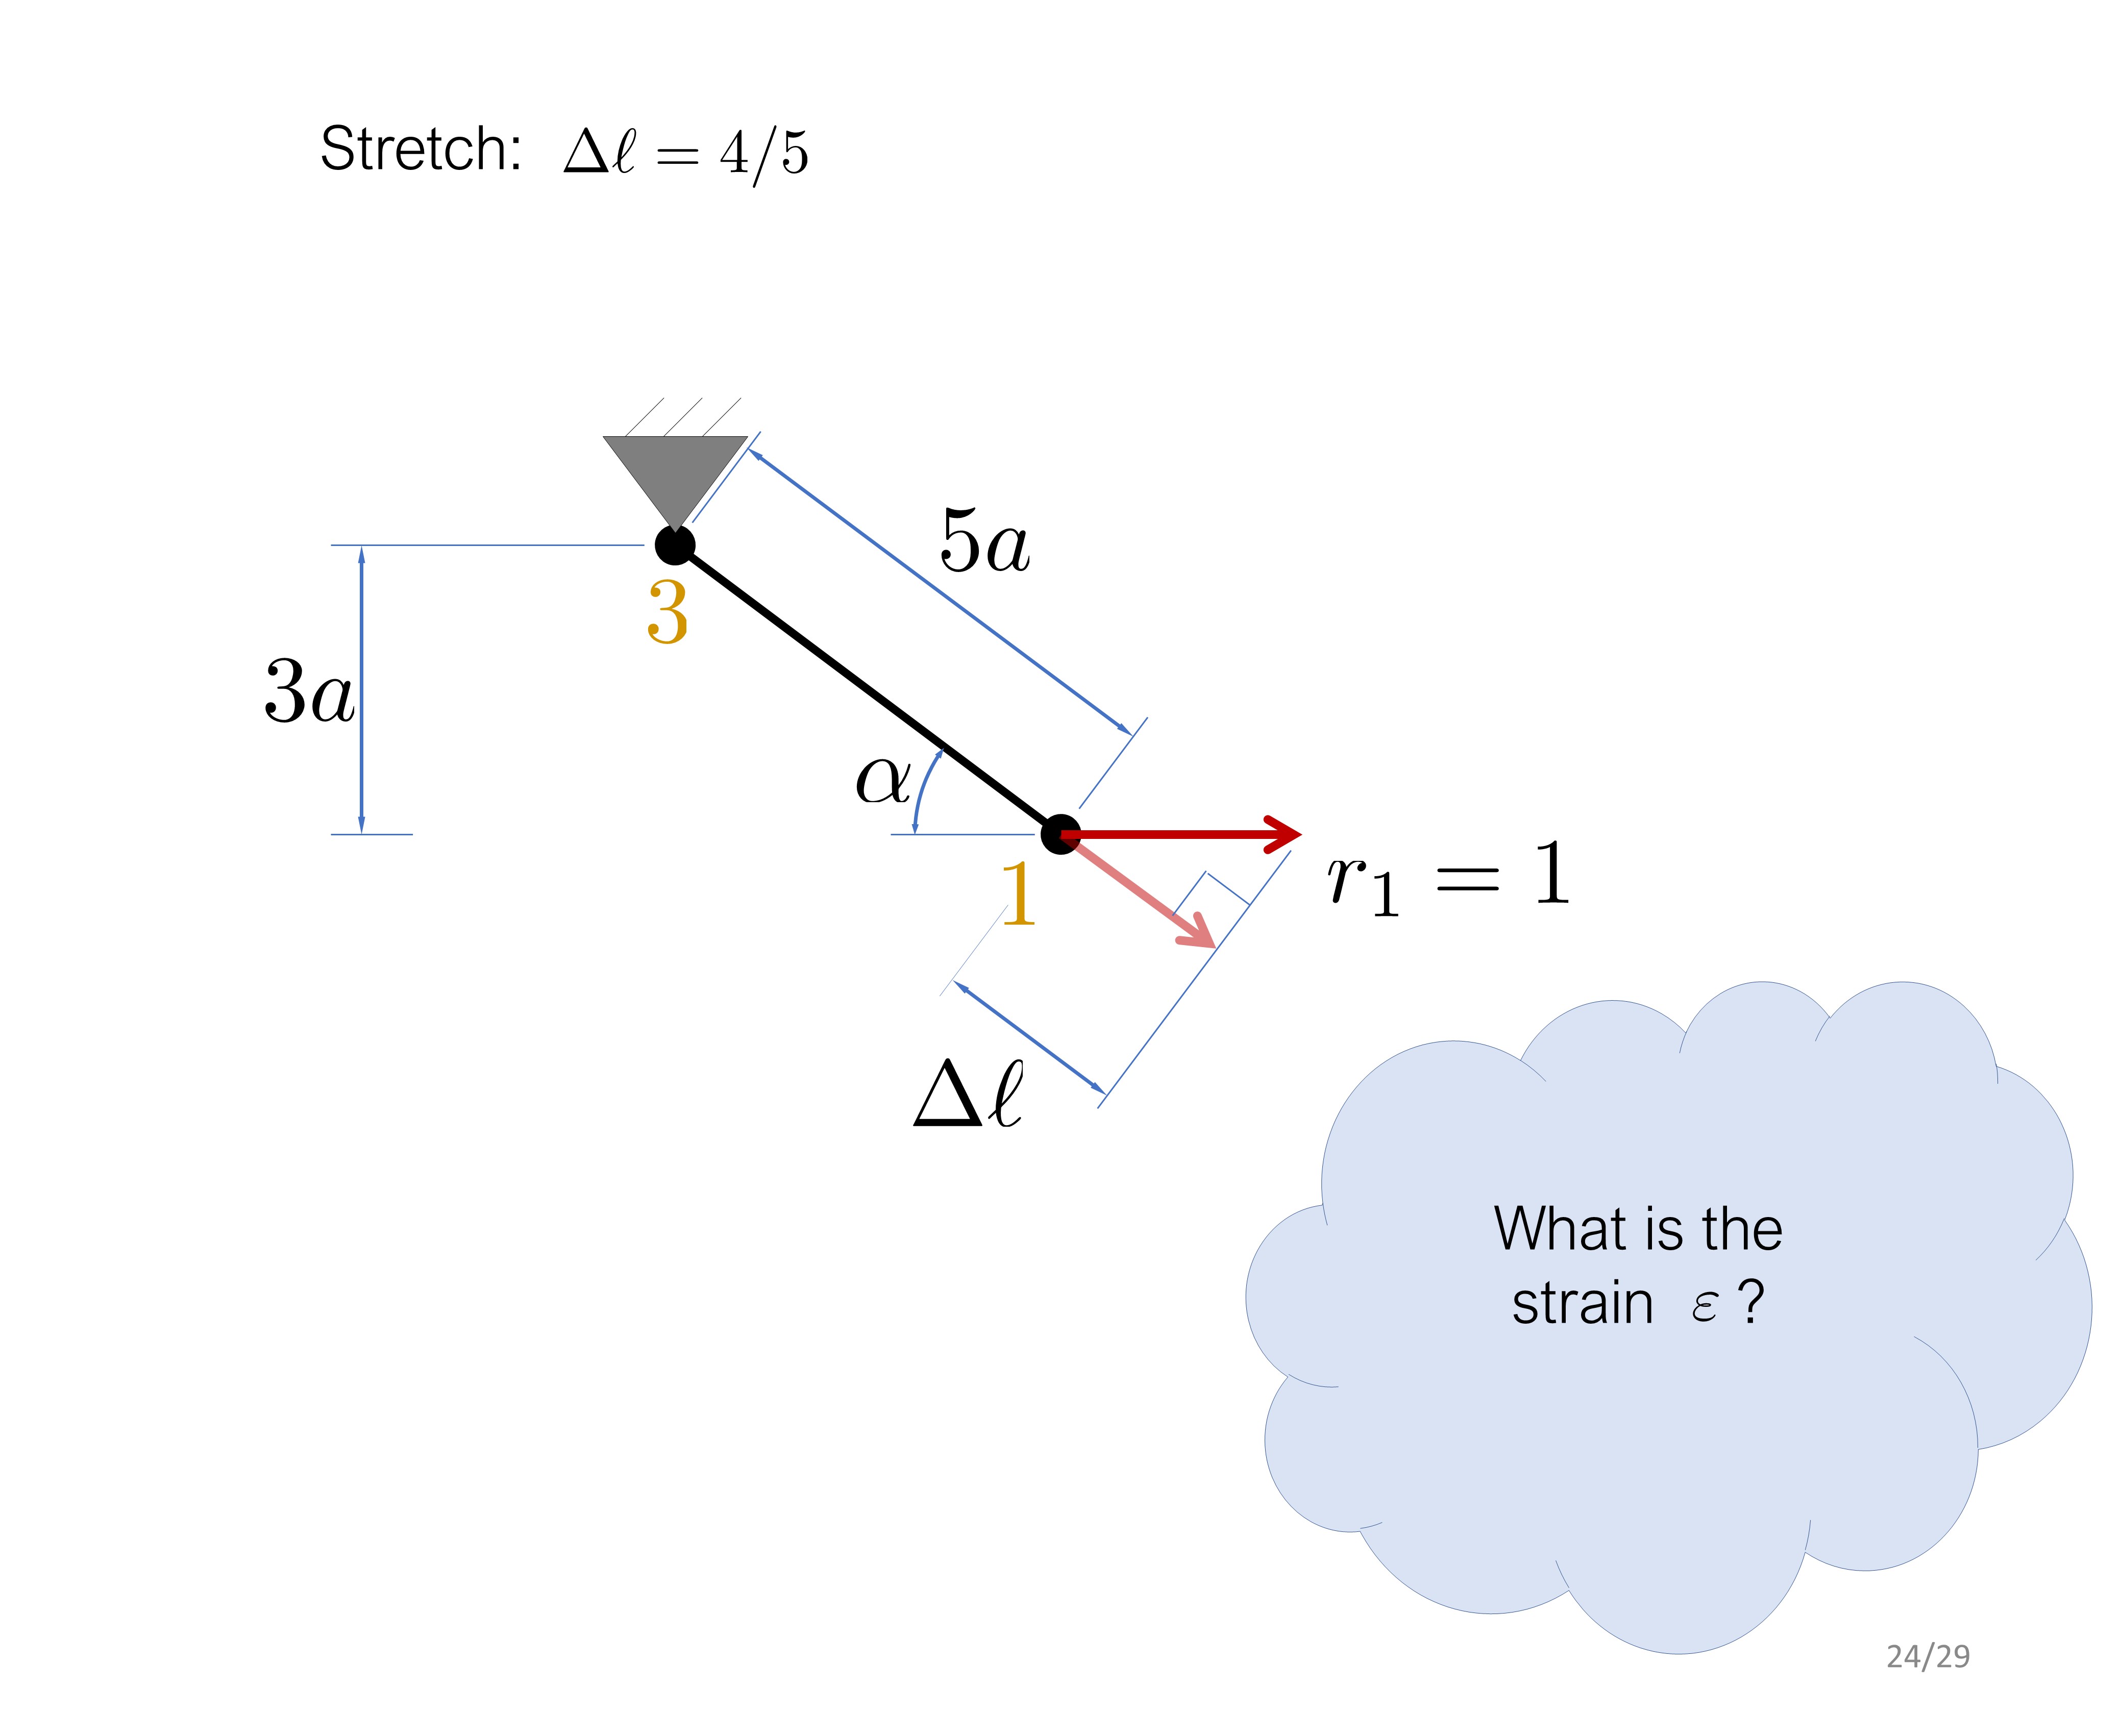 Stretch: Δℓ = 4/5
5a
3
3a
α
r₁ = 1
1
Δℓ
What is the
strain ε ?
24/29